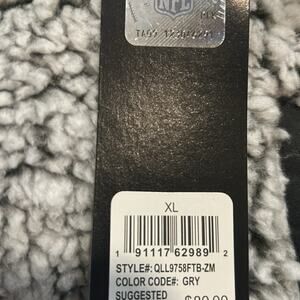 NFL
XL
1 91117 62989 2
STYLE#: QLL9758FTB-ZM
COLOR CODE#: GRY
SUGGESTED